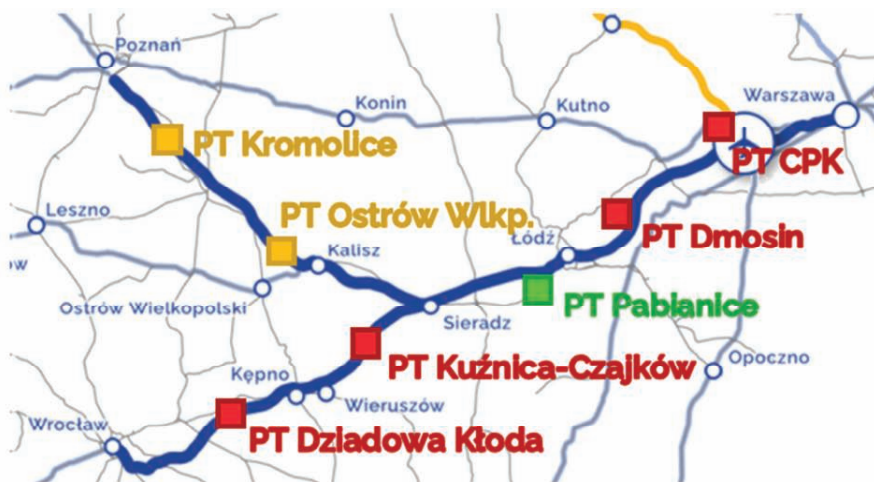 Poznań
Warszawa
Konin
Kutno
PT Kromolice
PT CPK
Leszno
PT Ostrów Wlkp.
Łódź
PT Dmosin
ów
Kalisz
Ostrów Wielkopolski
PT Pabianice
Sieradz
Opoczno
Kępno
PT Kuźnica-Czajków
Wieruszów
Wrocław
PT Dziadowa Kłoda